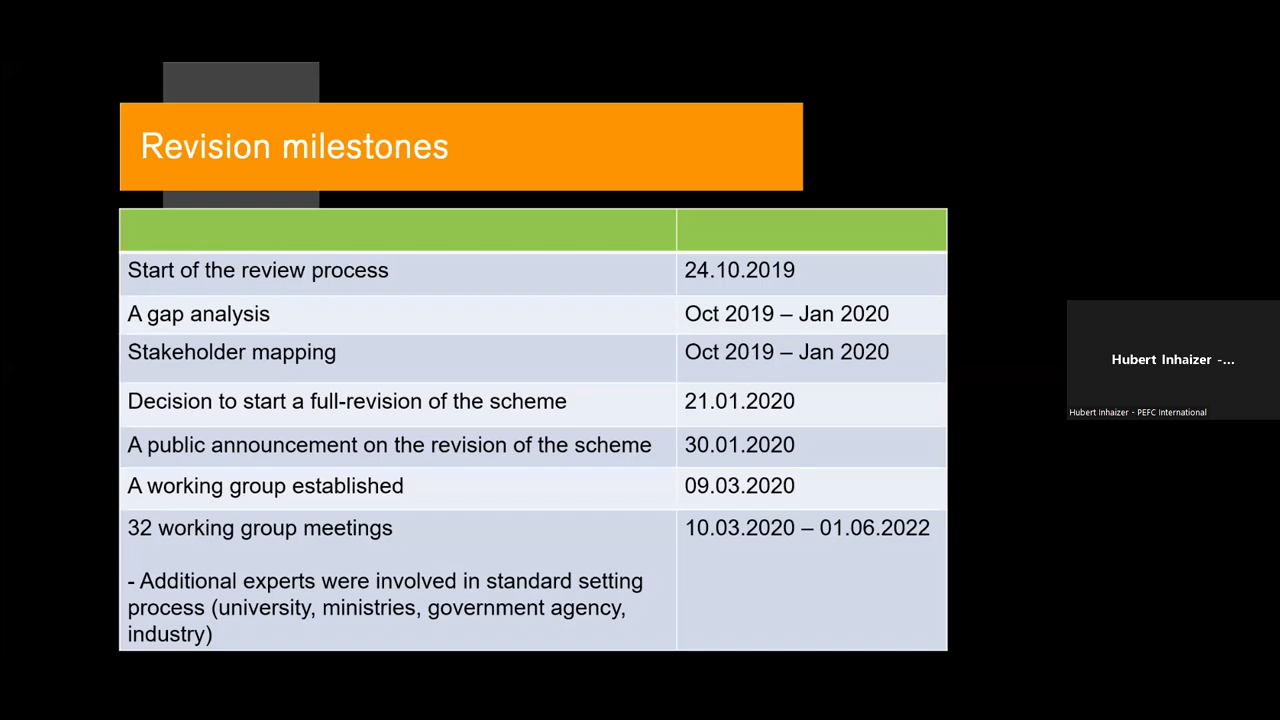 Revision milestones
Start of the review process 24.10.2019
A gap analysis Oct 2019 – Jan 2020
Stakeholder mapping Oct 2019 – Jan 2020
Decision to start a full-revision of the scheme 21.01.2020
A public announcement on the revision of the scheme 30.01.2020
A working group established 09.03.2020
32 working group meetings 10.03.2020 – 01.06.2022
- Additional experts were involved in standard setting
process (university, ministries, government agency,
industry)
Hubert Inhaizer -...
Hubert Inhaizer - PEFC International